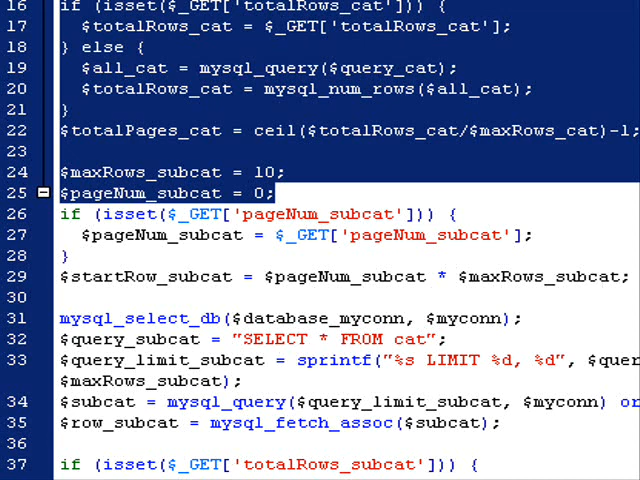 16 if (isset($_GET['totalRows_cat'])) {
17 $totalRows_cat = $_GET['totalRows_cat'];
18 } else {
19 $all_cat = mysql_query($query_cat);
20 $totalRows_cat = mysql_num_rows($all_cat);
21 }
22 $totalPages_cat = ceil($totalRows_cat/$maxRows_cat)-1;
23
24 $maxRows_subcat = 10;
25 $pageNum_subcat = 0;
26 if (isset($_GET['pageNum_subcat'])) {
27 $pageNum_subcat = $_GET['pageNum_subcat'];
28 }
29 $startRow_subcat = $pageNum_subcat * $maxRows_subcat;
30
31 mysql_select_db($database_myconn, $myconn);
32 $query_subcat = "SELECT * FROM cat";
33 $query_limit_subcat = sprintf("%s LIMIT %d, %d", $quer
$maxRows_subcat);
34 $subcat = mysql_query($query_limit_subcat, $myconn) or
35 $row_subcat = mysql_fetch_assoc($subcat);
36
37 if (isset($_GET['totalRows_subcat'])) {